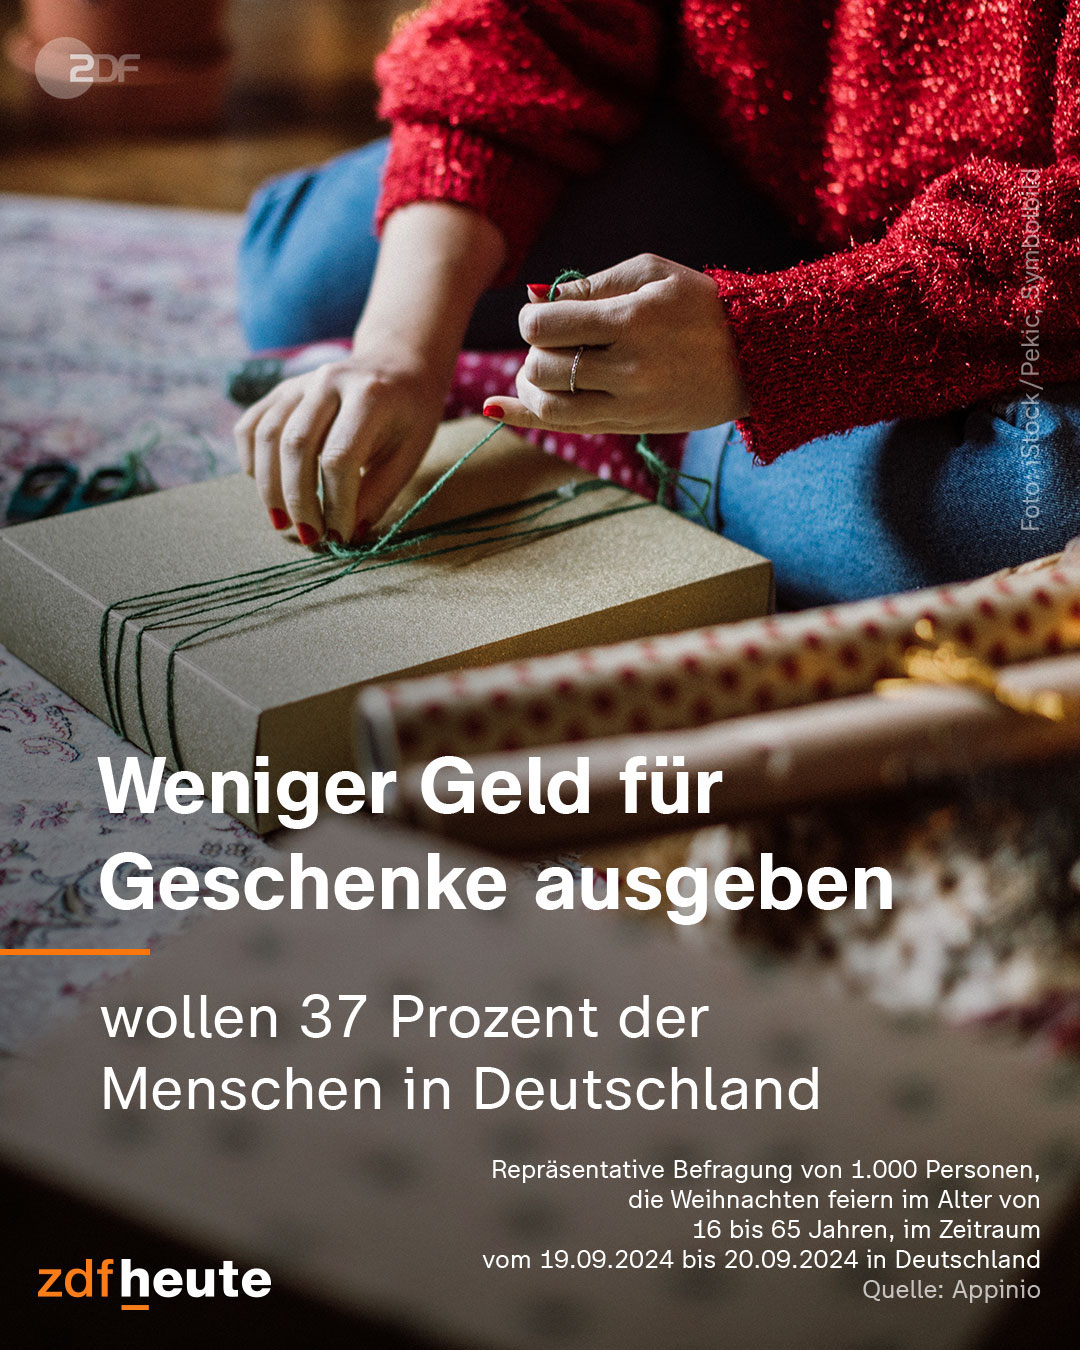 ZDF
Foto: iStock/Pekic, Symbolbild
Weniger Geld für
Geschenke ausgeben
wollen 37 Prozent der
Menschen in Deutschland
Repräsentative Befragung von 1.000 Personen,
die Weihnachten feiern im Alter von
16 bis 65 Jahren, im Zeitraum
vom 19.09.2024 bis 20.09.2024 in Deutschland
Quelle: Appinio
zdfheute